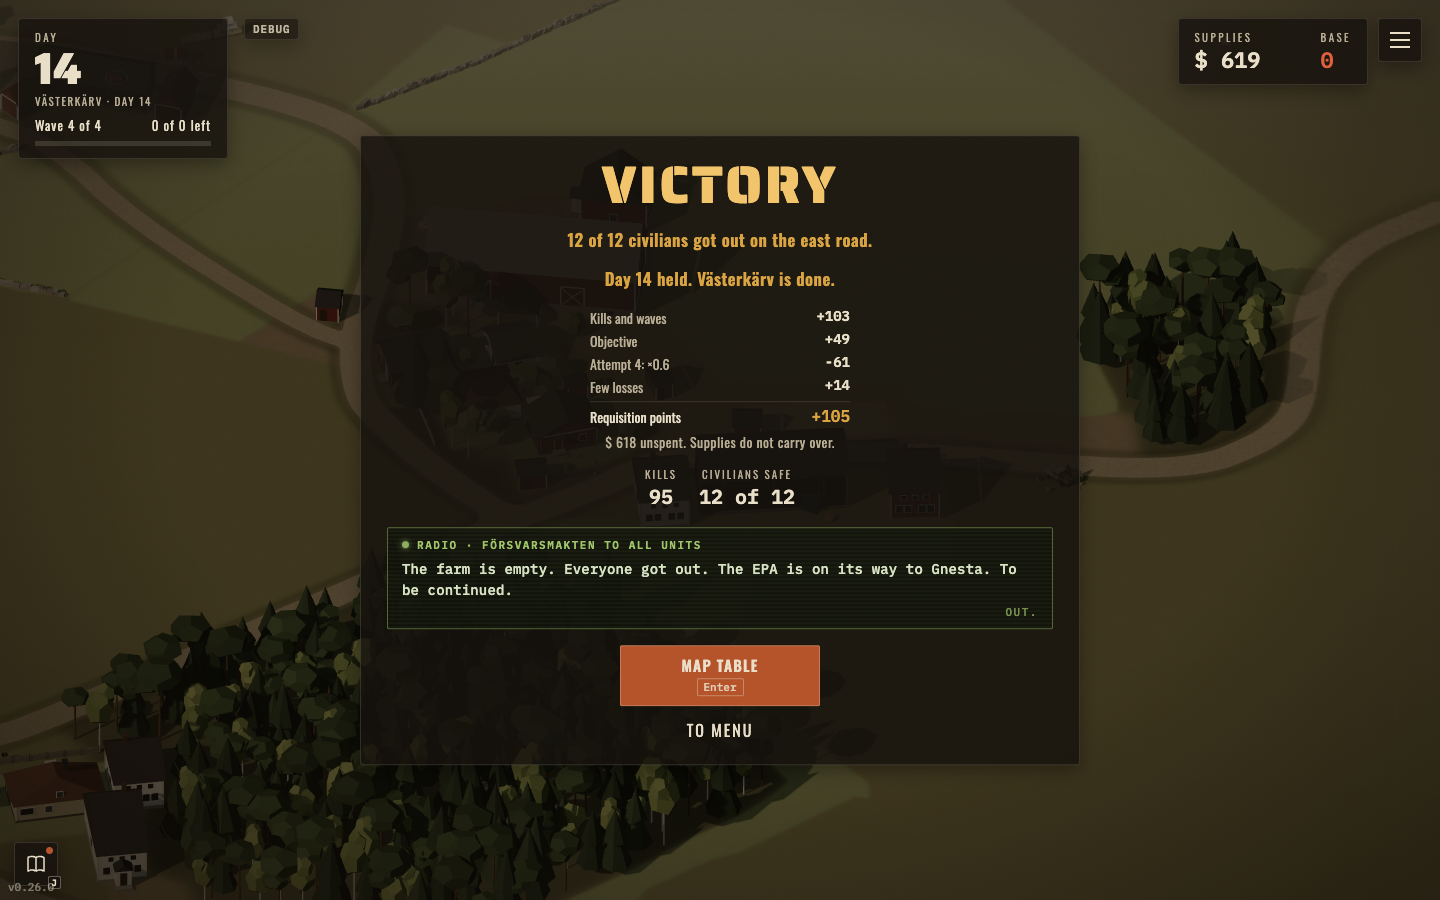 DAY
14
VÄSTERKÄRV · DAY 14
Wave 4 of 4 0 of 0 left
DEBUG
SUPPLIES BASE
$ 619 0
VICTORY
12 of 12 civilians got out on the east road.
Day 14 held. Västerkärv is done.
Kills and waves +103
Objective +49
Attempt 4: ×0.6 -61
Few losses +14
Requisition points +105
$ 618 unspent. Supplies do not carry over.
KILLS CIVILIANS SAFE
95 12 of 12
RADIO · FÖRSVARSMAKTEN TO ALL UNITS
The farm is empty. Everyone got out. The EPA is on its way to Gnesta. To
be continued.
OUT.
MAP TABLE
Enter
TO MENU
J